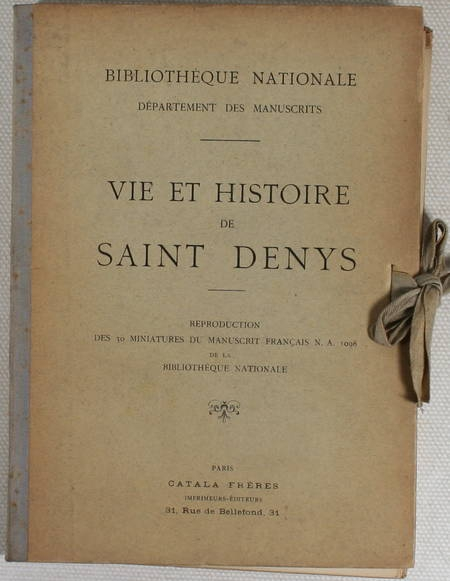 BIBLIOTHÈQUE NATIONALE
DÉPARTEMENT DES MANUSCRITS
VIE ET HISTOIRE
DE
SAINT DENYS
REPRODUCTION
DES 30 MINIATURES DU MANUSCRIT FRANÇAIS N. A. 1098
DE LA
BIBLIOTHÈQUE NATIONALE
PARIS
CATALA FRÈRES
IMPRIMEURS-ÉDITEURS
31, Rue de Bellefond, 31